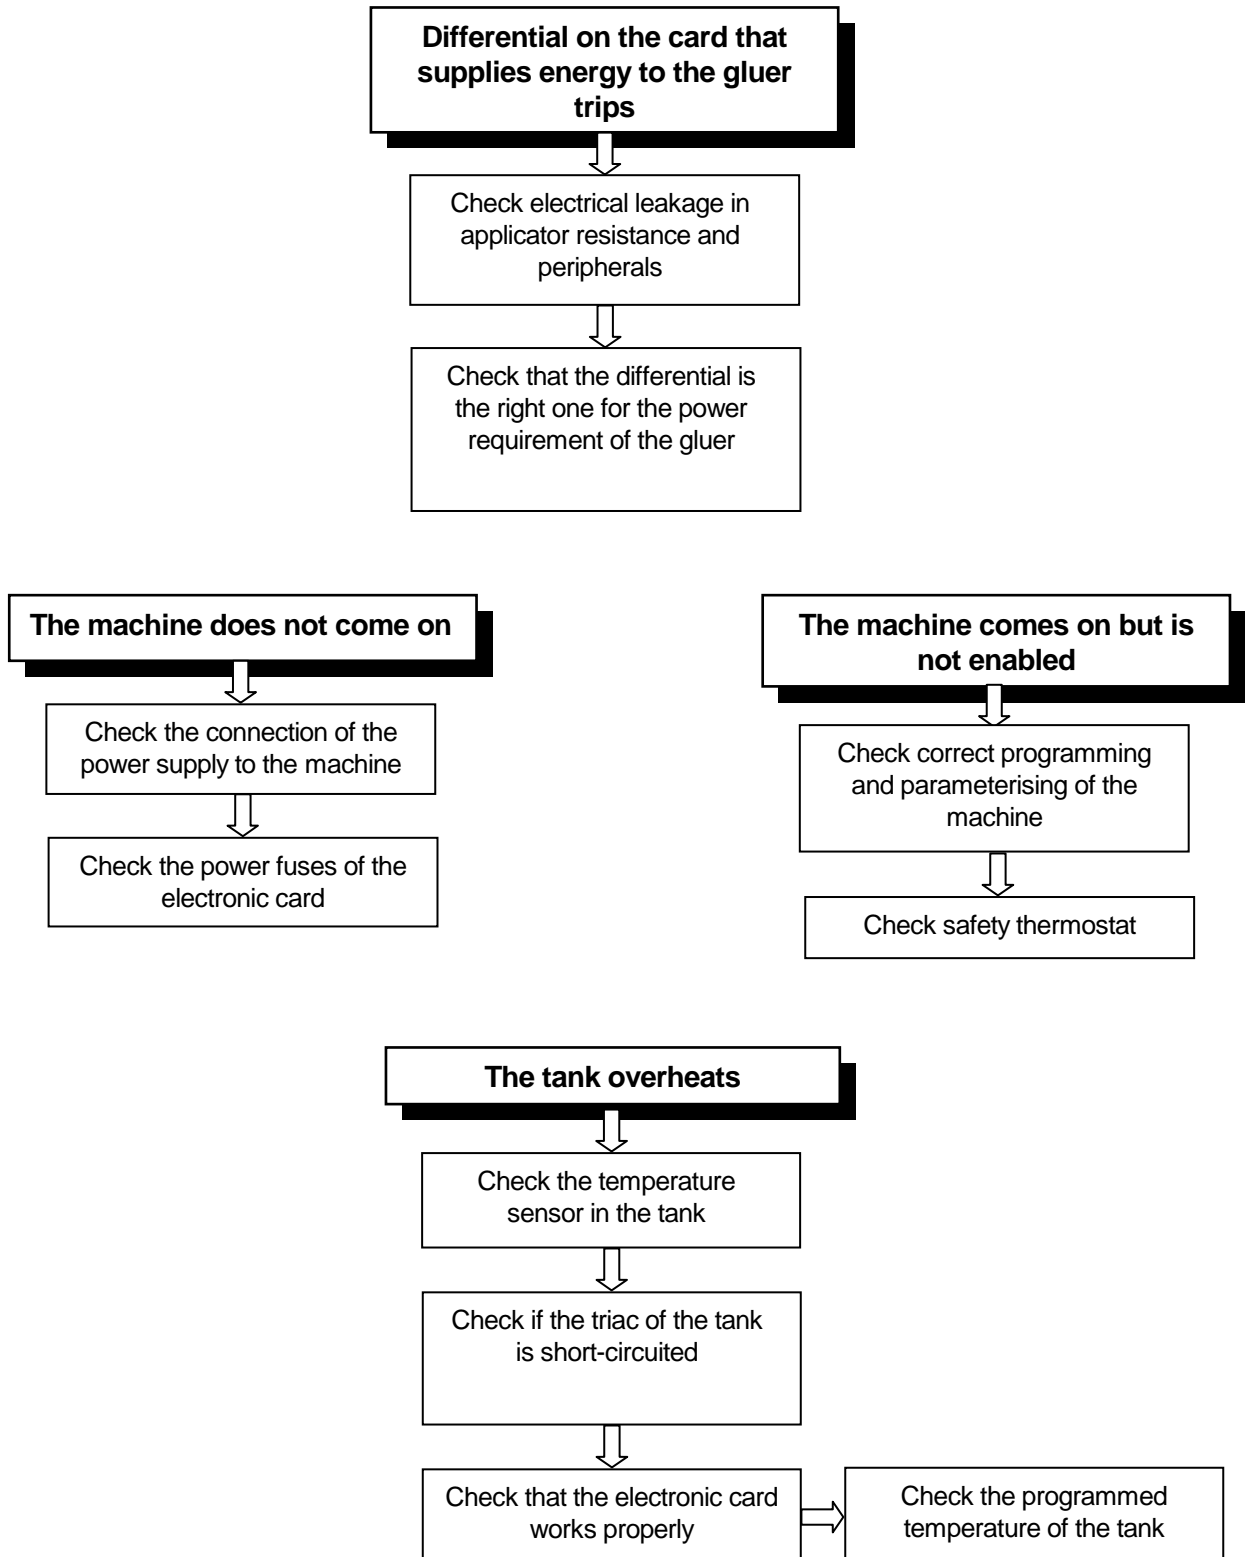 Differential on the card that
supplies energy to the gluer
trips
Check electrical leakage in
applicator resistance and
peripherals
Check that the differential is
the right one for the power
requirement of the gluer
The machine does not come on
Check the connection of the
power supply to the machine
Check the power fuses of the
electronic card
The machine comes on but is
not enabled
Check correct programming
and parameterising of the
machine
Check safety thermostat
The tank overheats
Check the temperature
sensor in the tank
Check if the triac of the tank
is short-circuited
Check that the electronic card
works properly
Check the programmed
temperature of the tank